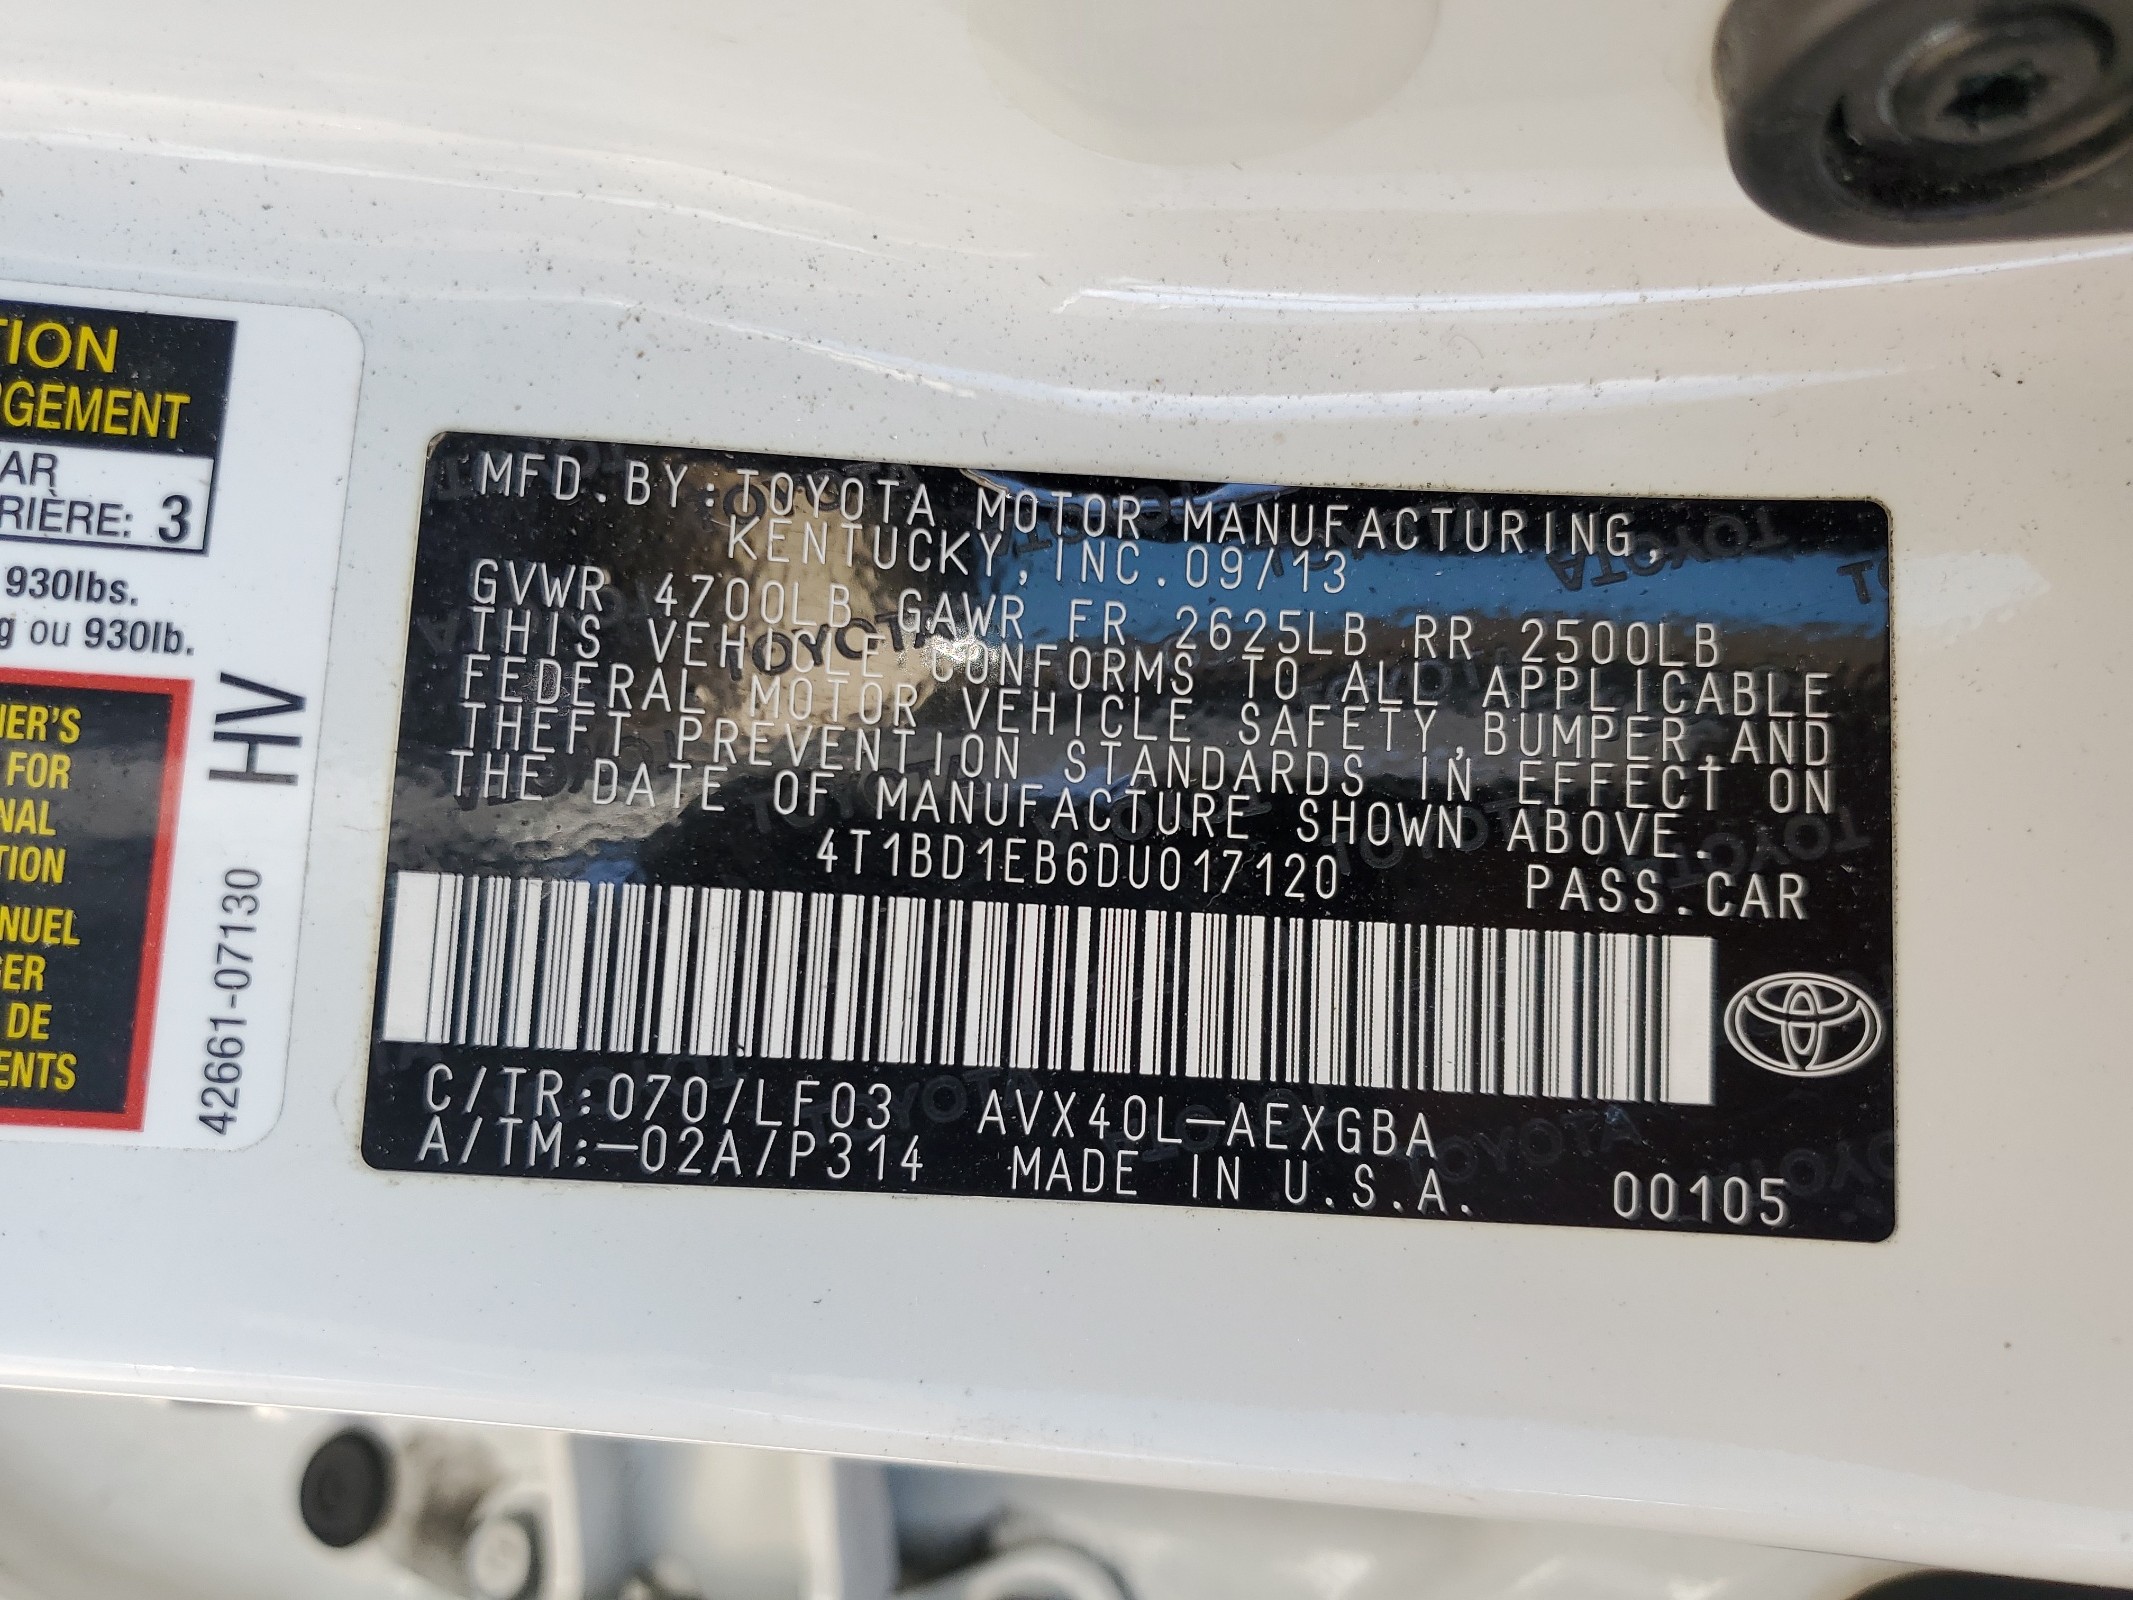 TION
RGEMENT
AR
RIÈRE: 3
930lbs.
g ou 930lb.
NER'S
FOR
NAL
TION
ANUEL
GER
DE
ENTS
HV
42661-07130
MFD.BY:TOYOTA MOTOR MANUFACTURING,
KENTUCKY,INC.09/13
GVWR 4700LB GAWR FR 2625LB RR 2500LB
THIS VEHICLE CONFORMS TO ALL APPLICABLE
FEDERAL MOTOR VEHICLE SAFETY,BUMPER,AND
THEFT PREVENTION STANDARDS IN EFFECT ON
THE DATE OF MANUFACTURE SHOWN ABOVE.
4T1BD1EB6DU017120 PASS.CAR
C/TR:070/LF03 AVX40L-AEXGBA
A/TM:-02A/P314 MADE IN U.S.A. 00105